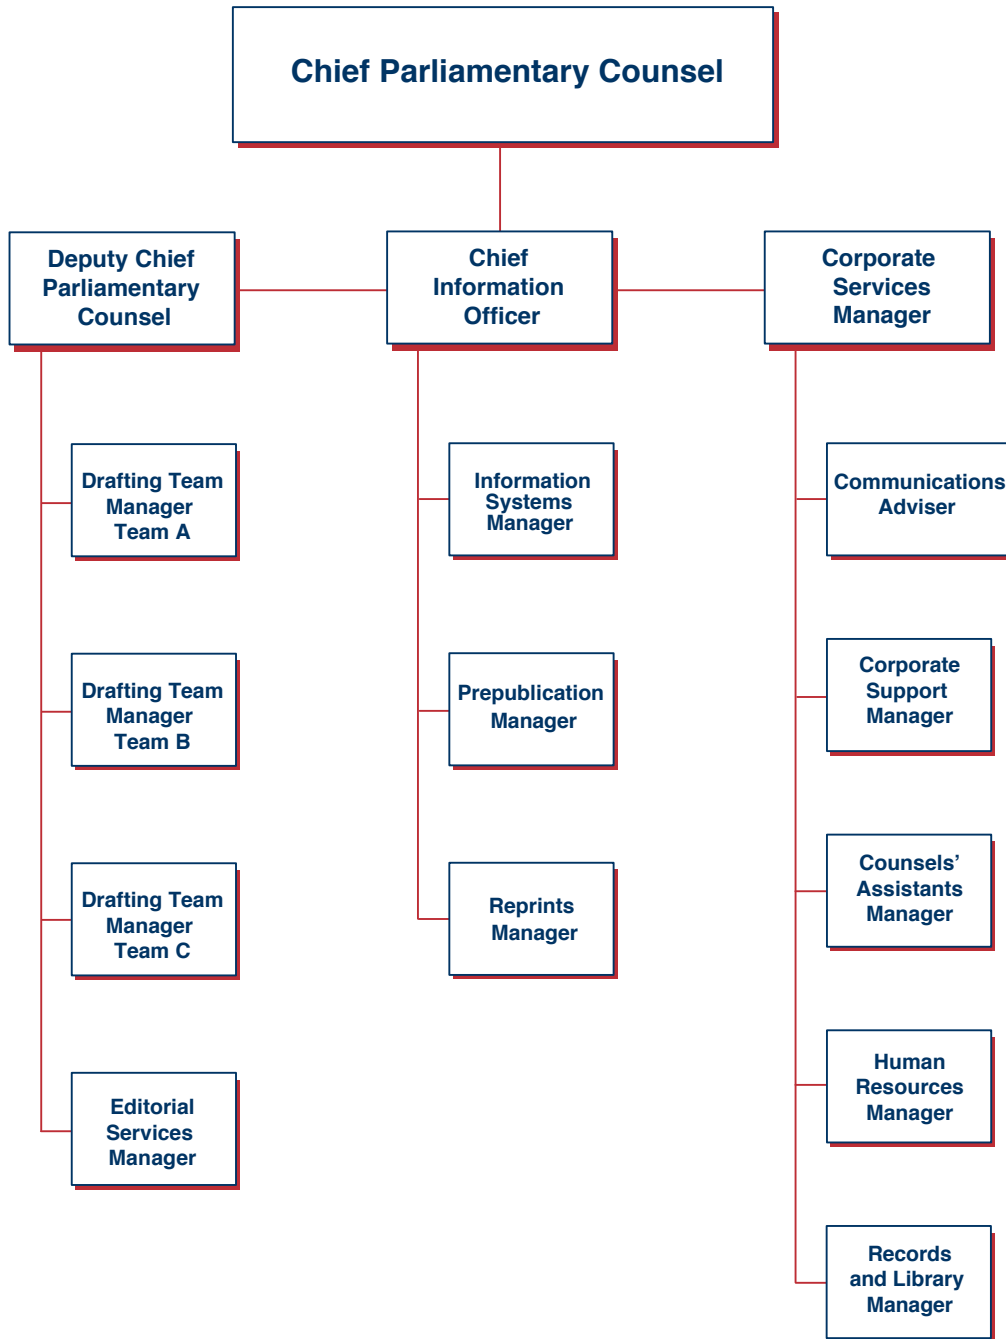 Chief Parliamentary Counsel
Deputy Chief
Parliamentary
Counsel
Chief
Information
Officer
Corporate
Services
Manager
Drafting Team
Manager
Team A
Drafting Team
Manager
Team B
Drafting Team
Manager
Team C
Editorial
Services
Manager
Information
Systems
Manager
Prepublication
Manager
Reprints
Manager
Communications
Adviser
Corporate
Support
Manager
Counsels’
Assistants
Manager
Human
Resources
Manager
Records
and Library
Manager